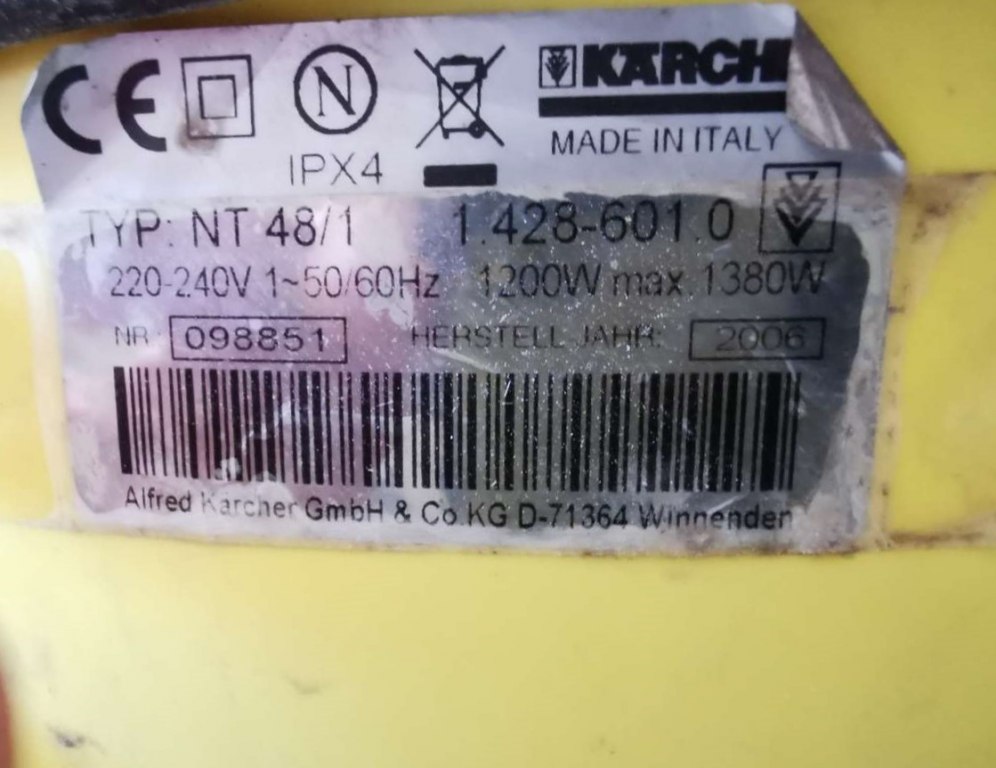 CE N KÄRCH
MADE IN ITALY
IPX4
TYP: NT 48/1 1.428-601.0
220-240V 1~50/60Hz 1200W max. 1380W
NR 098851 HERSTELL JAHR: 2006
Alfred Kärcher GmbH & Co.KG D-71364 Winnenden